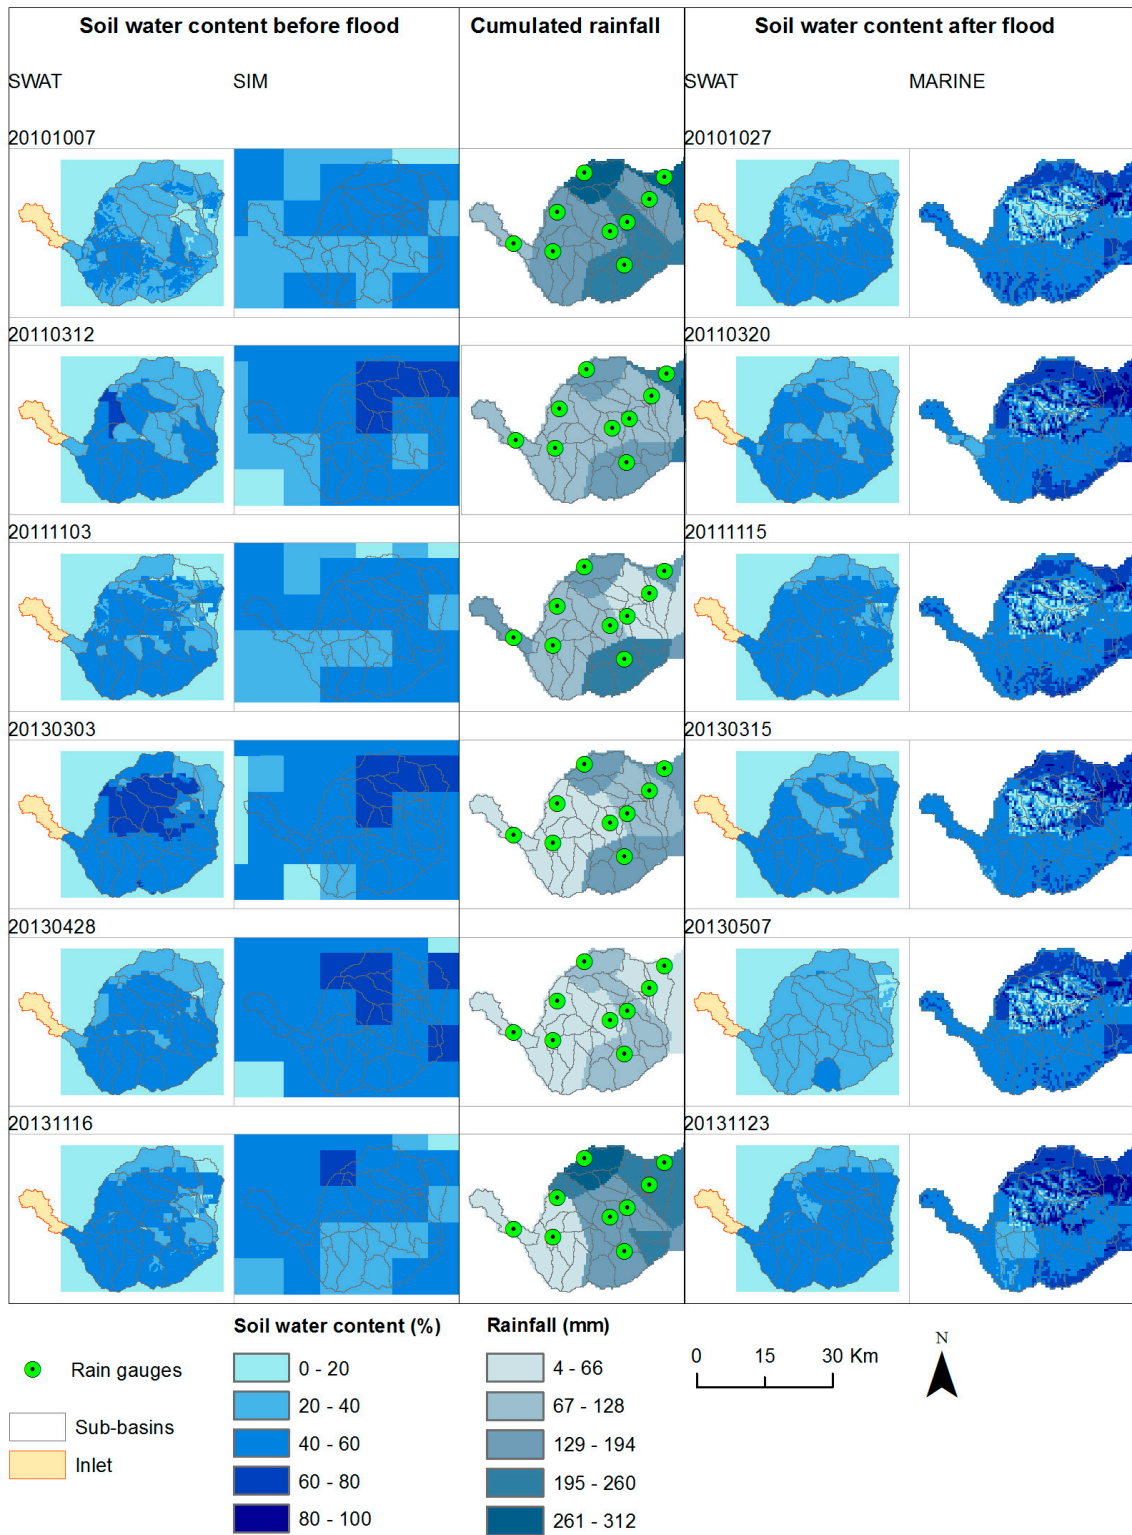 Soil water content before flood
Cumulated rainfall
Soil water content after flood
SWAT
SIM
SWAT
MARINE
20101007
20101027
20110312
20110320
20111103
20111115
20130303
20130315
20130428
20130507
20131116
20131123
Soil water content (%)
Rainfall (mm)
Rain gauges
Sub-basins
Inlet
0 - 20
20 - 40
40 - 60
60 - 80
80 - 100
4 - 66
67 - 128
129 - 194
195 - 260
261 - 312
0 15 30 Km
N